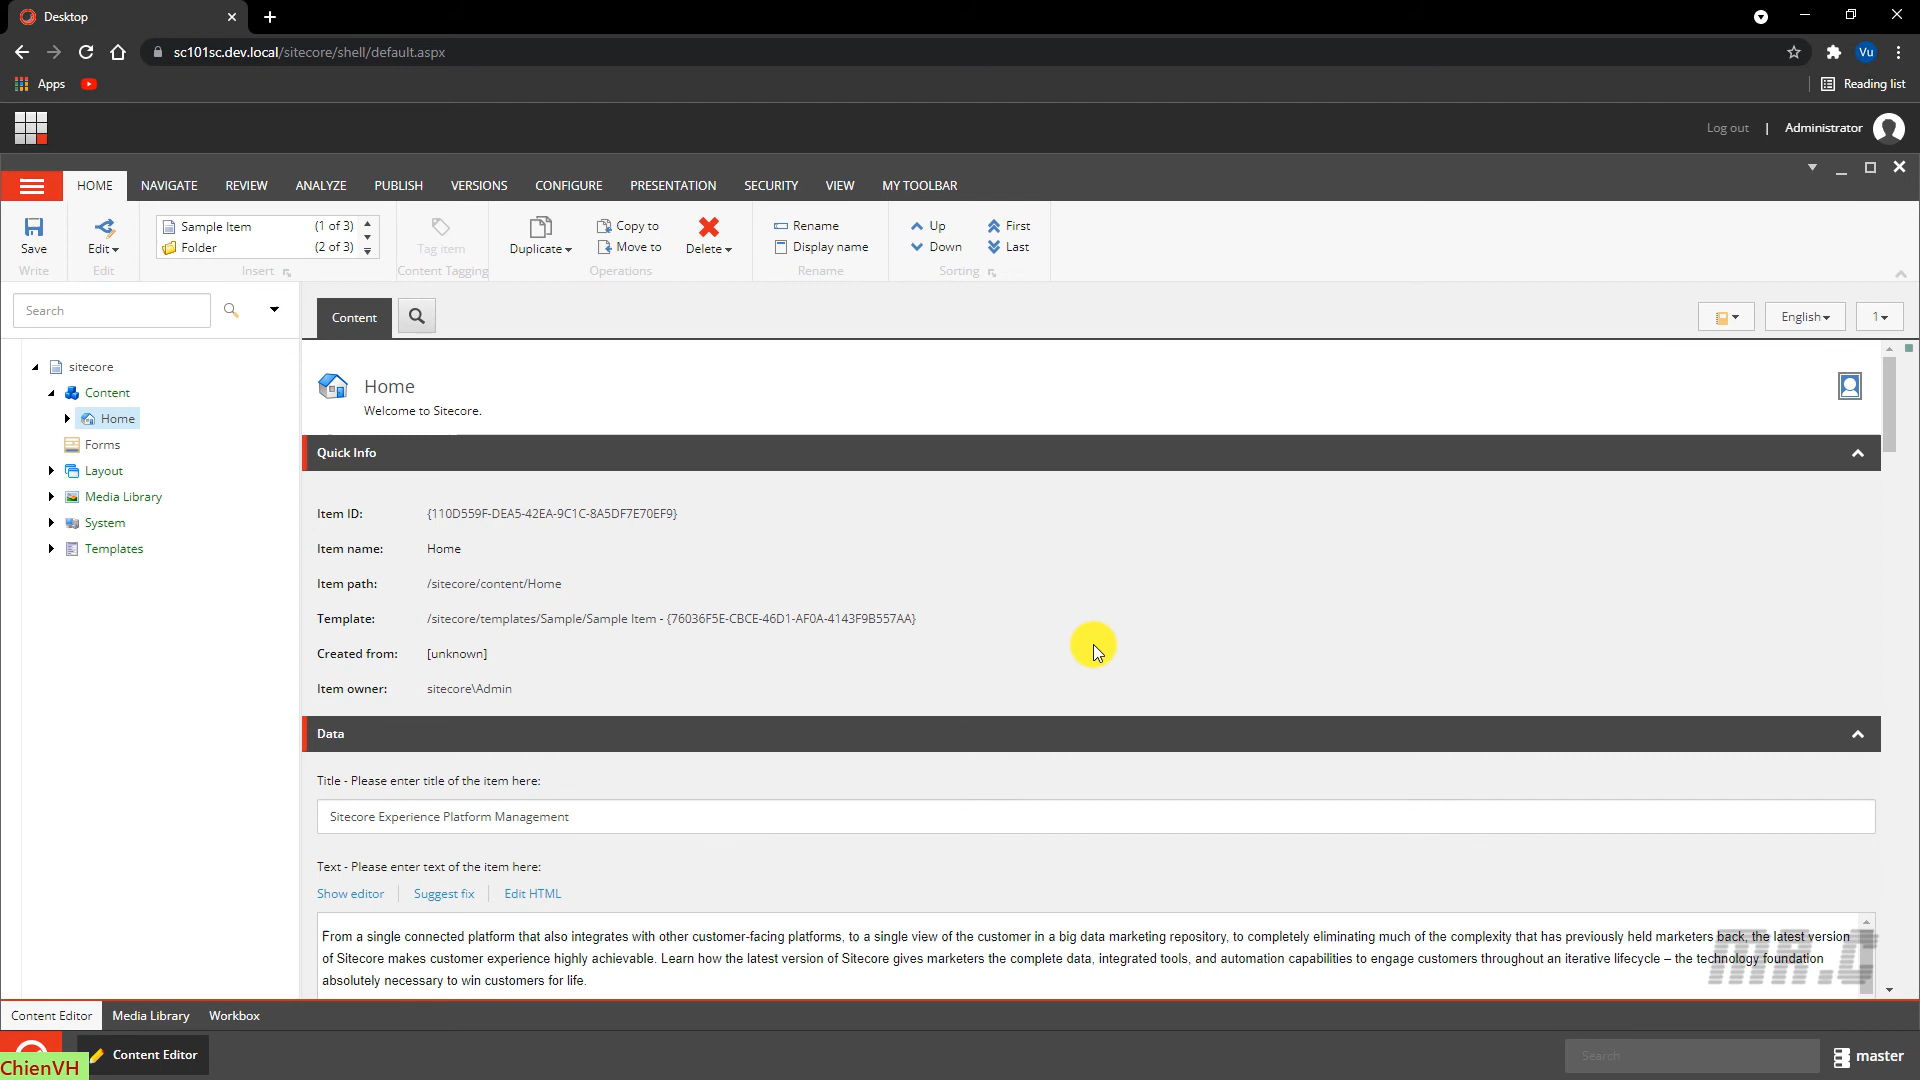 Desktop
sc101sc.dev.local/sitecore/shell/default.aspx
Vu
Apps
Reading list
Log out | Administrator
HOME NAVIGATE REVIEW ANALYZE PUBLISH VERSIONS CONFIGURE PRESENTATION SECURITY VIEW MY TOOLBAR
Sample Item (1 of 3)
Folder (2 of 3)
Save
Edit
Tag item
Duplicate
Copy to
Move to
Delete
Rename
Display name
Up
Down
First
Last
Write Edit Insert Content Tagging Operations Rename Sorting
Search
Content
English
1
sitecore
Content
Home
Forms
Layout
Media Library
System
Templates
Home
Welcome to Sitecore.
Quick Info
Item ID: {110D559F-DEA5-42EA-9C1C-8A5DF7E70EF9}
Item name: Home
Item path: /sitecore/content/Home
Template: /sitecore/templates/Sample/Sample Item - {76036F5E-CBCE-46D1-AF0A-4143F9B557AA}
Created from: [unknown]
Item owner: sitecore\Admin
Data
Title - Please enter title of the item here:
Sitecore Experience Platform Management
Text - Please enter text of the item here:
Show editor Suggest fix Edit HTML
From a single connected platform that also integrates with other customer-facing platforms, to a single view of the customer in a big data marketing repository, to completely eliminating much of the complexity that has previously held marketers back, the latest version
of Sitecore makes customer experience highly achievable. Learn how the latest version of Sitecore gives marketers the complete data, integrated tools, and automation capabilities to engage customers throughout an iterative lifecycle – the technology foundation
absolutely necessary to win customers for life.
Content Editor Media Library Workbox
Content Editor
Search
master
ChienVH